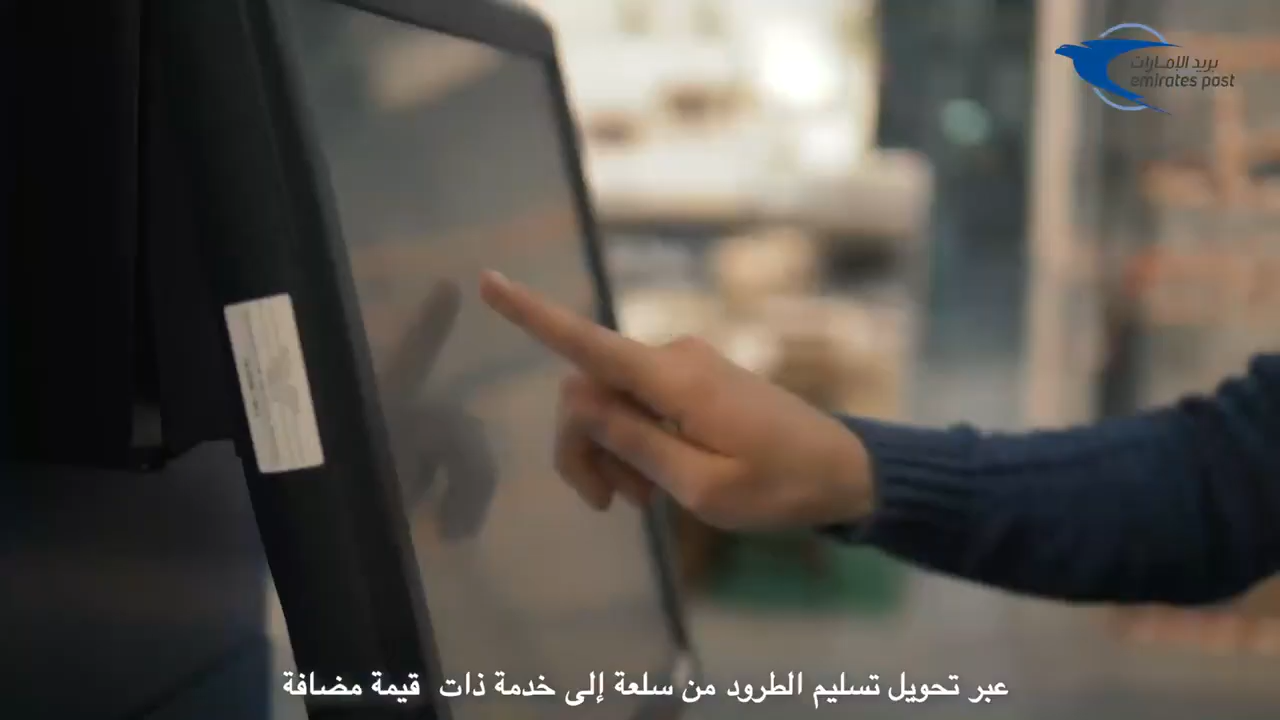 بريد الإمارات
emirates post
عبر تحويل تسليم الطرود من سلعة إلى خدمة ذات قيمة مضافة